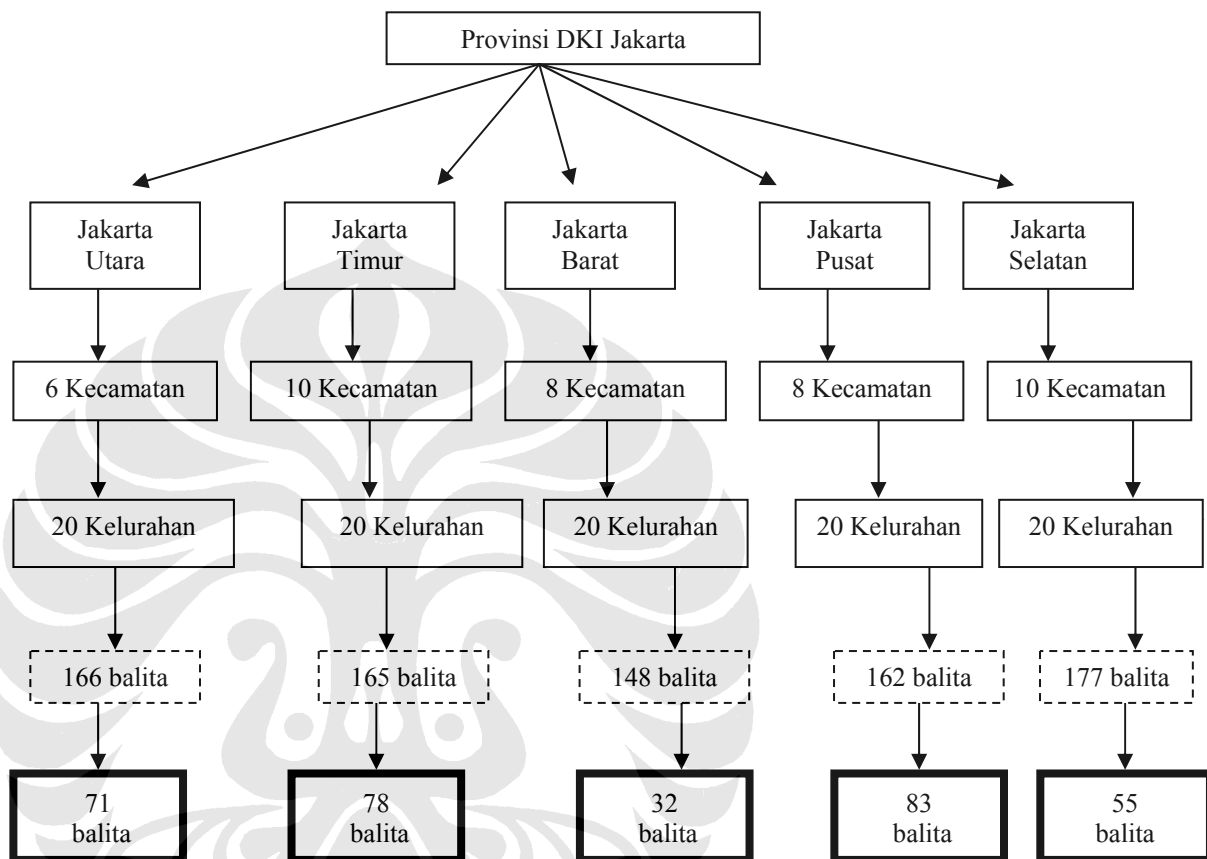 Provinsi DKI Jakarta
Jakarta
Utara
Jakarta
Timur
Jakarta
Barat
Jakarta
Pusat
Jakarta
Selatan
6 Kecamatan
10 Kecamatan
8 Kecamatan
8 Kecamatan
10 Kecamatan
20 Kelurahan
20 Kelurahan
20 Kelurahan
20 Kelurahan
20 Kelurahan
166 balita
165 balita
148 balita
162 balita
177 balita
71
balita
78
balita
32
balita
83
balita
55
balita